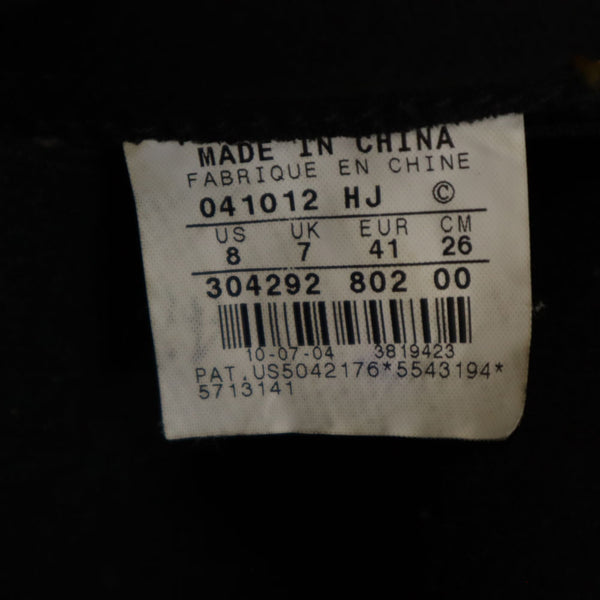 MADE IN CHINA
FABRIQUE EN CHINE
041012 HJ ©
US UK EUR CM
8 7 41 26
304292 802 00
10-07-04 3819423
PAT.US5042176*5543194*
5713141